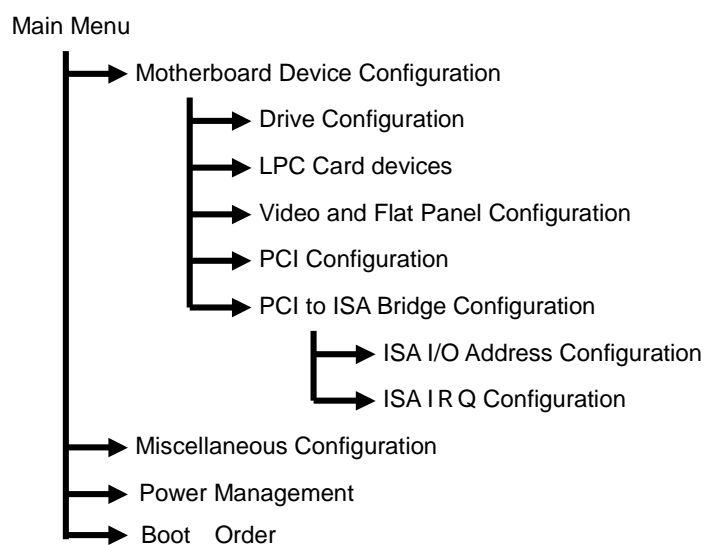 Main Menu
Motherboard Device Configuration
Drive Configuration
LPC Card devices
Video and Flat Panel Configuration
PCI Configuration
PCI to ISA Bridge Configuration
ISA I/O Address Configuration
ISA I R Q Configuration
Miscellaneous Configuration
Power Management
Boot Order